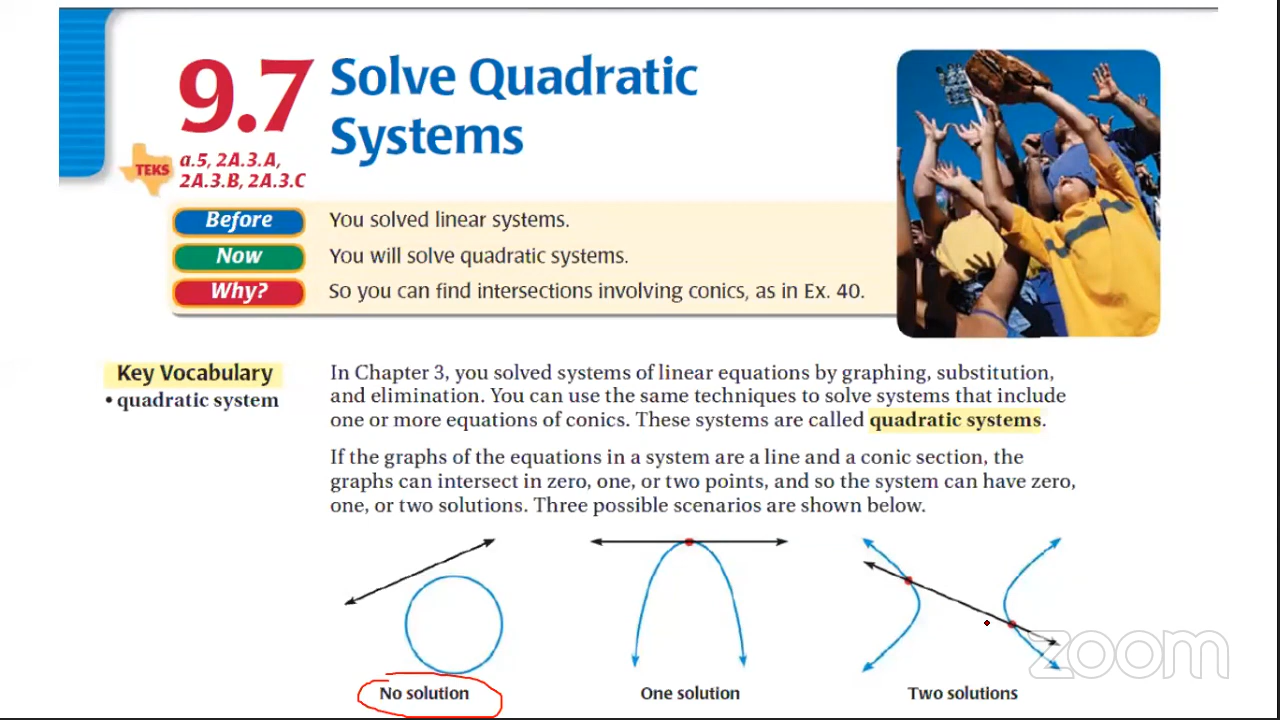 9.7 Solve Quadratic
Systems
TEKS
a.5, 2A.3.A,
2A.3.B, 2A.3.C
Before You solved linear systems.
Now You will solve quadratic systems.
Why? So you can find intersections involving conics, as in Ex. 40.
Key Vocabulary
• quadratic system
In Chapter 3, you solved systems of linear equations by graphing, substitution,
and elimination. You can use the same techniques to solve systems that include
one or more equations of conics. These systems are called quadratic systems.
If the graphs of the equations in a system are a line and a conic section, the
graphs can intersect in zero, one, or two points, and so the system can have zero,
one, or two solutions. Three possible scenarios are shown below.
No solution One solution Two solutions
zoom